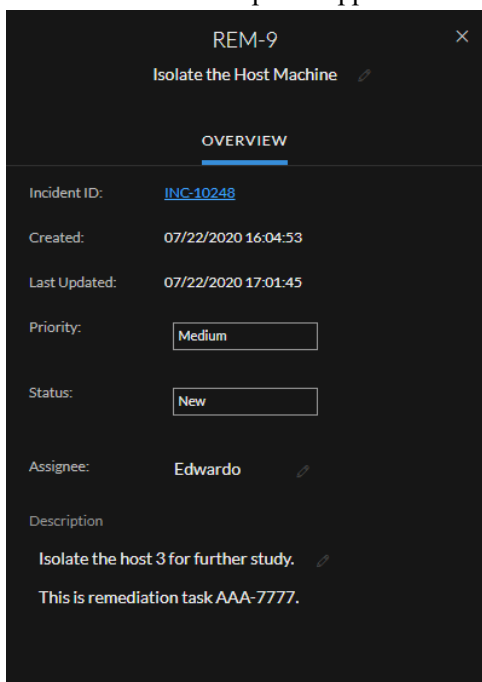 REM-9
Isolate the Host Machine
OVERVIEW
Incident ID: INC-10248
Created: 07/22/2020 16:04:53
Last Updated: 07/22/2020 17:01:45
Priority: Medium
Status: New
Assignee: Edwardo
Description
Isolate the host 3 for further study.
This is remediation task AAA-7777.